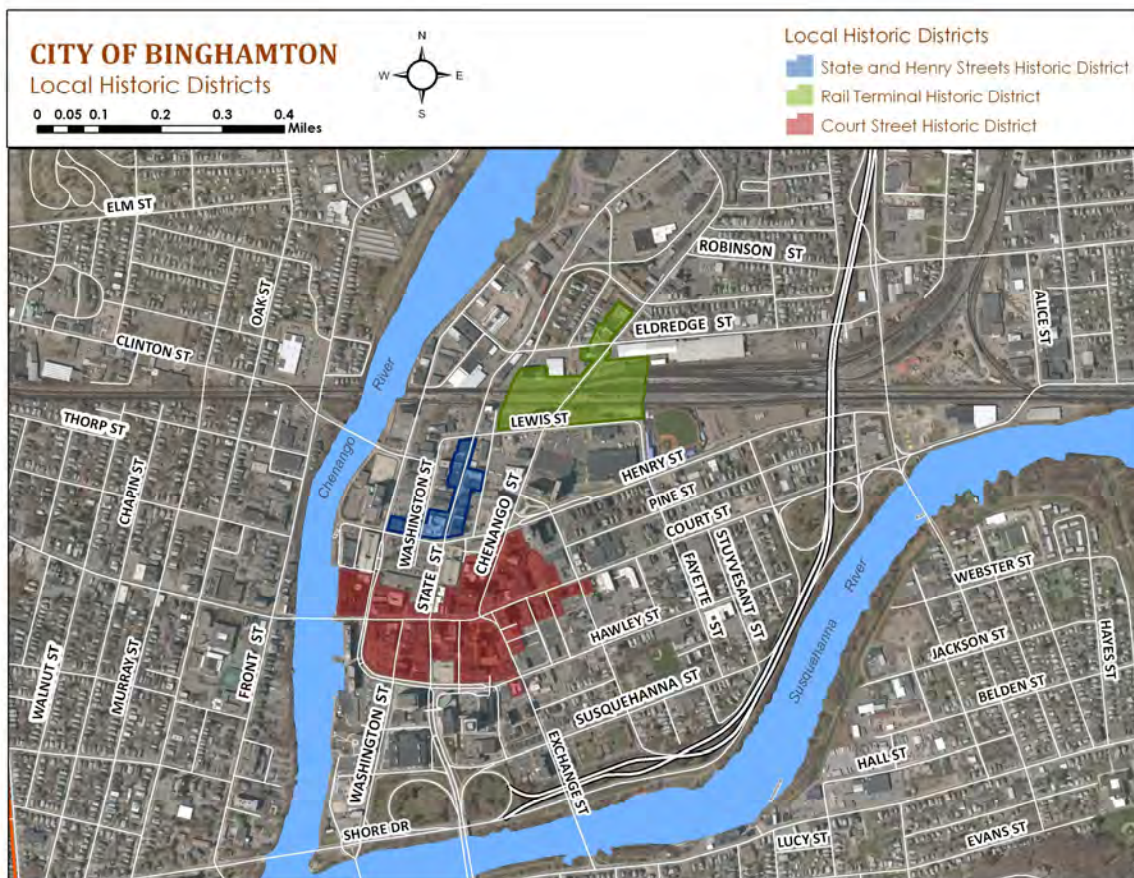 CITY OF BINGHAMTON
Local Historic Districts
0 0.05 0.1 0.2 0.3 0.4
Miles
N
W E
S
Local Historic Districts
State and Henry Streets Historic District
Rail Terminal Historic District
Court Street Historic District
ELM ST
ROBINSON ST
OAK ST
ALICE ST
ELDREDGE ST
CLINTON ST
River
Chenango
THORP ST
LEWIS ST
CHAPIN ST
HENRY ST
WASHINGTON ST
PINE ST
CHENANGO ST
COURT ST
STATE ST
STUYVESANT ST
FAYETTE ST
WEBSTER ST
River
Susquehanna
HAWLEY ST
JACKSON ST
HAYES ST
WALNUT ST
MURRAY ST
FRONT ST
SUSQUEHANNA ST
BELDEN ST
WASHINGTON ST
EXCHANGE ST
HALL ST
SHORE DR
LUCY ST
EVANS ST